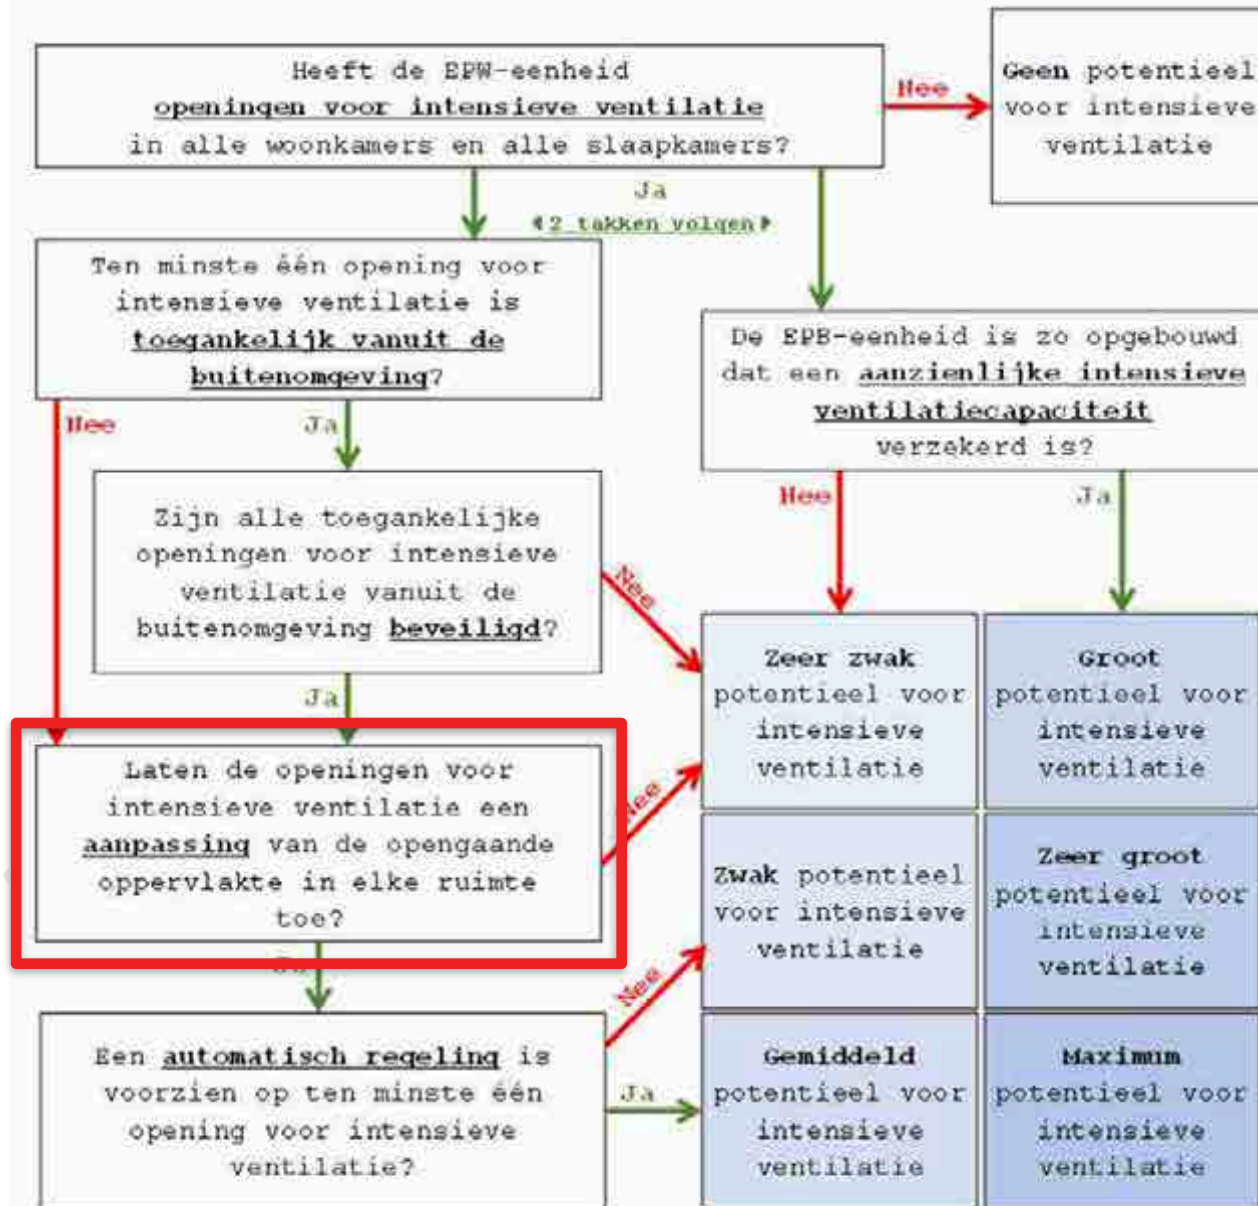 Heeft de EPW-eenheid
openingen voor intensieve ventilatie
in alle woonkamers en alle slaapkamers?
Nee
Geen potentieel
voor intensieve
ventilatie
Ja
2 takken volgen
Ten minste één opening voor
intensieve ventilatie is
toegankelijk vanuit de
buitenomgeving?
De EPB-eenheid is zo opgebouwd
dat een aanzienlijke intensieve
ventilatiecapaciteit
verzekerd is?
Nee
Ja
Nee
Ja
Zijn alle toegankelijke
openingen voor intensieve
ventilatie vanuit de
buitenomgeving beveiligd?
Nee
Ja
Zeer zwak
potentieel voor
intensieve
ventilatie
Groot
potentieel voor
intensieve
ventilatie
Laten de openingen voor
intensieve ventilatie een
aanpassing van de opengaande
oppervlakte in elke ruimte
toe?
Nee
Ja
Zwak potentieel
voor intensieve
ventilatie
Zeer groot
potentieel voor
intensieve
ventilatie
Een automatisch regeling is
voorzien op ten minste één
opening voor intensieve
ventilatie?
Nee
Ja
Gemiddeld
potentieel voor
intensieve
ventilatie
Maximum
potentieel voor
intensieve
ventilatie